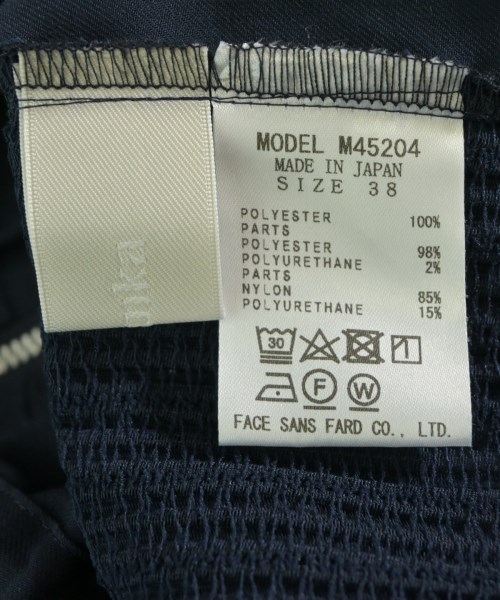 MODEL M45204
MADE IN JAPAN
SIZE 38
POLYESTER 100%
PARTS
POLYESTER 98%
POLYURETHANE 2%
PARTS
NYLON 85%
POLYURETHANE 15%
30
F W
FACE SANS FARD CO., LTD.